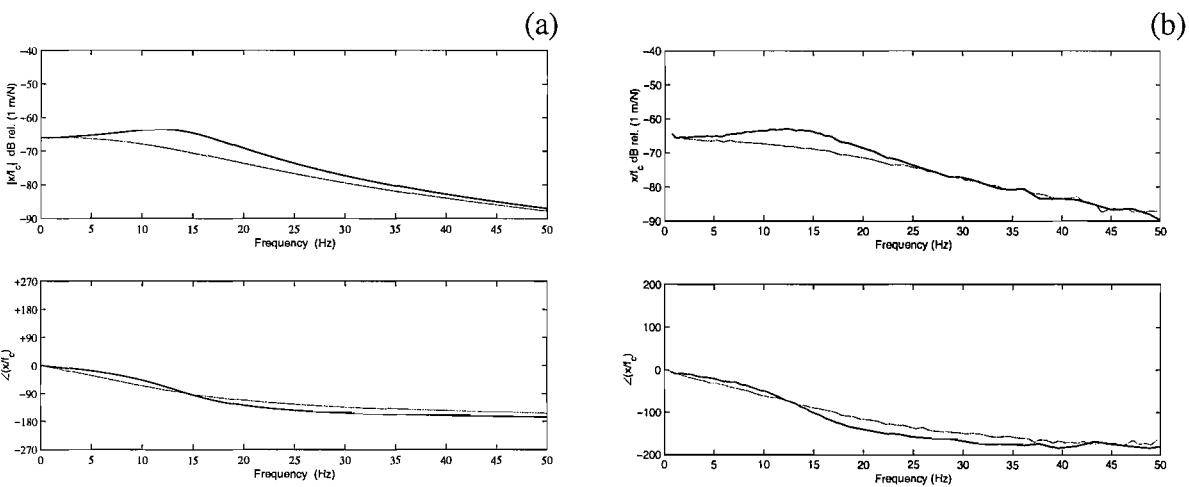 (a)
−40
−50
−60
−70
−80
−90
|x/f_c| dB rel. (1 m/N)
0 5 10 15 20 25 30 35 40 45 50
Frequency (Hz)
+270
+180
+90
0
−90
−180
−270
∠(x/f_c)
0 5 10 15 20 25 30 35 40 45 50
Frequency (Hz)
(b)
−40
−50
−60
−70
−80
−90
x/f_c dB rel. (1 m/N)
0 5 10 15 20 25 30 35 40 45 50
Frequency (Hz)
200
100
0
−100
−200
∠(x/f_c)
0 5 10 15 20 25 30 35 40 45 50
Frequency (Hz)